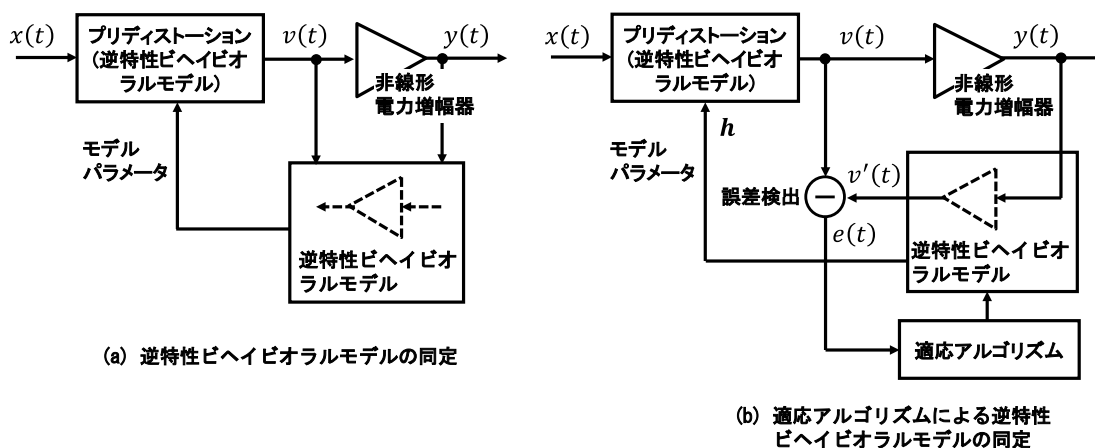 x(t)
プリディストーション
(逆特性ビヘイビオ
ラルモデル)
v(t)
y(t)
非線形
電力増幅器
モデル
パラメータ
逆特性ビヘイビオ
ラルモデル
(a) 逆特性ビヘイビオラルモデルの同定
x(t)
プリディストーション
(逆特性ビヘイビオ
ラルモデル)
v(t)
y(t)
非線形
電力増幅器
h
モデル
パラメータ
v′(t)
誤差検出
−
e(t)
逆特性ビヘイビオ
ラルモデル
適応アルゴリズム
(b) 適応アルゴリズムによる逆特性
ビヘイビオラルモデルの同定